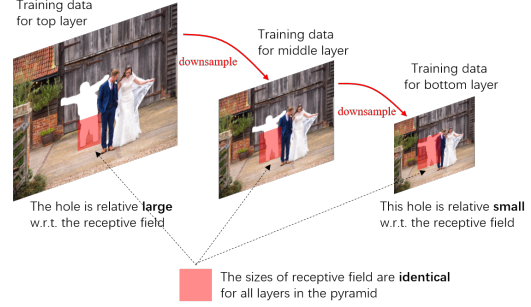 Training data
for top layer
Training data
for middle layer
Training data
for bottom layer
downsample
downsample
The hole is relative large
w.r.t. the receptive field
This hole is relative small
w.r.t. the receptive field
The sizes of receptive field are identical
for all layers in the pyramid